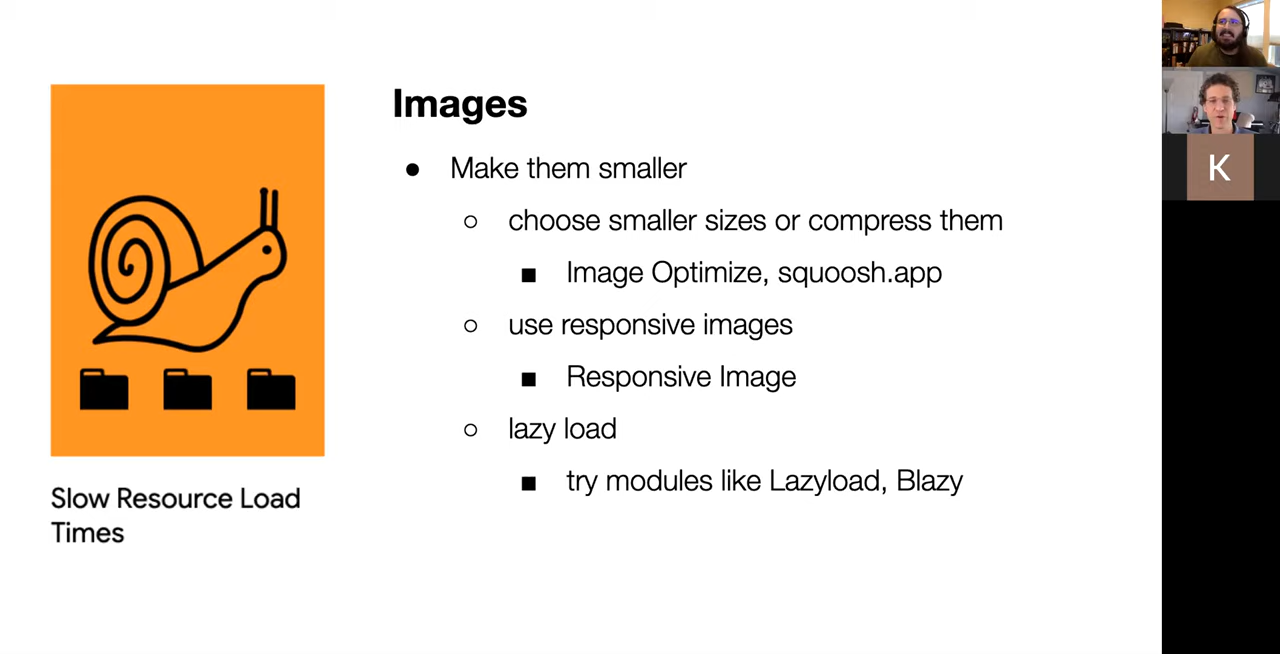 Images
● Make them smaller
○ choose smaller sizes or compress them
■ Image Optimize, squoosh.app
○ use responsive images
■ Responsive Image
○ lazy load
■ try modules like Lazyload, Blazy
Slow Resource Load
Times
K